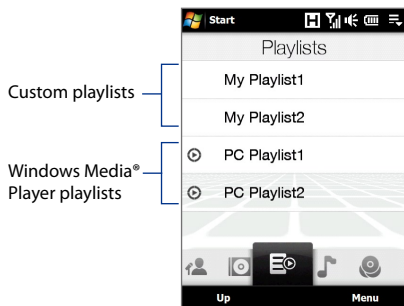 Start
Playlists
Custom playlists
My Playlist1
My Playlist2
Windows Media®
Player playlists
PC Playlist1
PC Playlist2
Up Menu